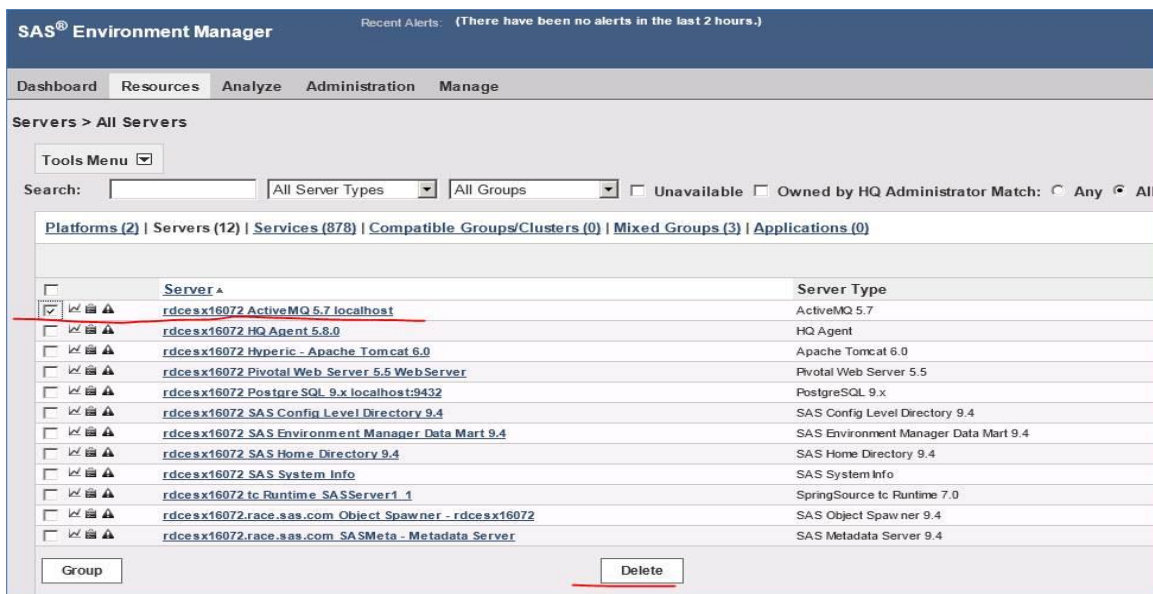 SAS® Environment Manager
Recent Alerts: (There have been no alerts in the last 2 hours.)
Dashboard Resources Analyze Administration Manage
Servers > All Servers
Tools Menu
Search: All Server Types All Groups Unavailable Owned by HQ Administrator Match: Any All
Platforms (2) | Servers (12) | Services (878) | Compatible Groups/Clusters (0) | Mixed Groups (3) | Applications (0)
Server Server Type
rdcesx16072 ActiveMQ 5.7 localhost ActiveMQ 5.7
rdcesx16072 HQ Agent 5.8.0 HQ Agent
rdcesx16072 Hyperic - Apache Tomcat 6.0 Apache Tomcat 6.0
rdcesx16072 Pivotal Web Server 5.5 WebServer Pivotal Web Server 5.5
rdcesx16072 PostgreSQL 9.x localhost:9432 PostgreSQL 9.x
rdcesx16072 SAS Config Level Directory 9.4 SAS Config Level Directory 9.4
rdcesx16072 SAS Environment Manager Data Mart 9.4 SAS Environment Manager Data Mart 9.4
rdcesx16072 SAS Home Directory 9.4 SAS Home Directory 9.4
rdcesx16072 SAS System Info SAS System Info
rdcesx16072 tc Runtime SASServer1_1 SpringSource tc Runtime 7.0
rdcesx16072.race.sas.com Object Spawner - rdcesx16072 SAS Object Spawner 9.4
rdcesx16072.race.sas.com SASMeta - Metadata Server SAS Metadata Server 9.4
Group Delete